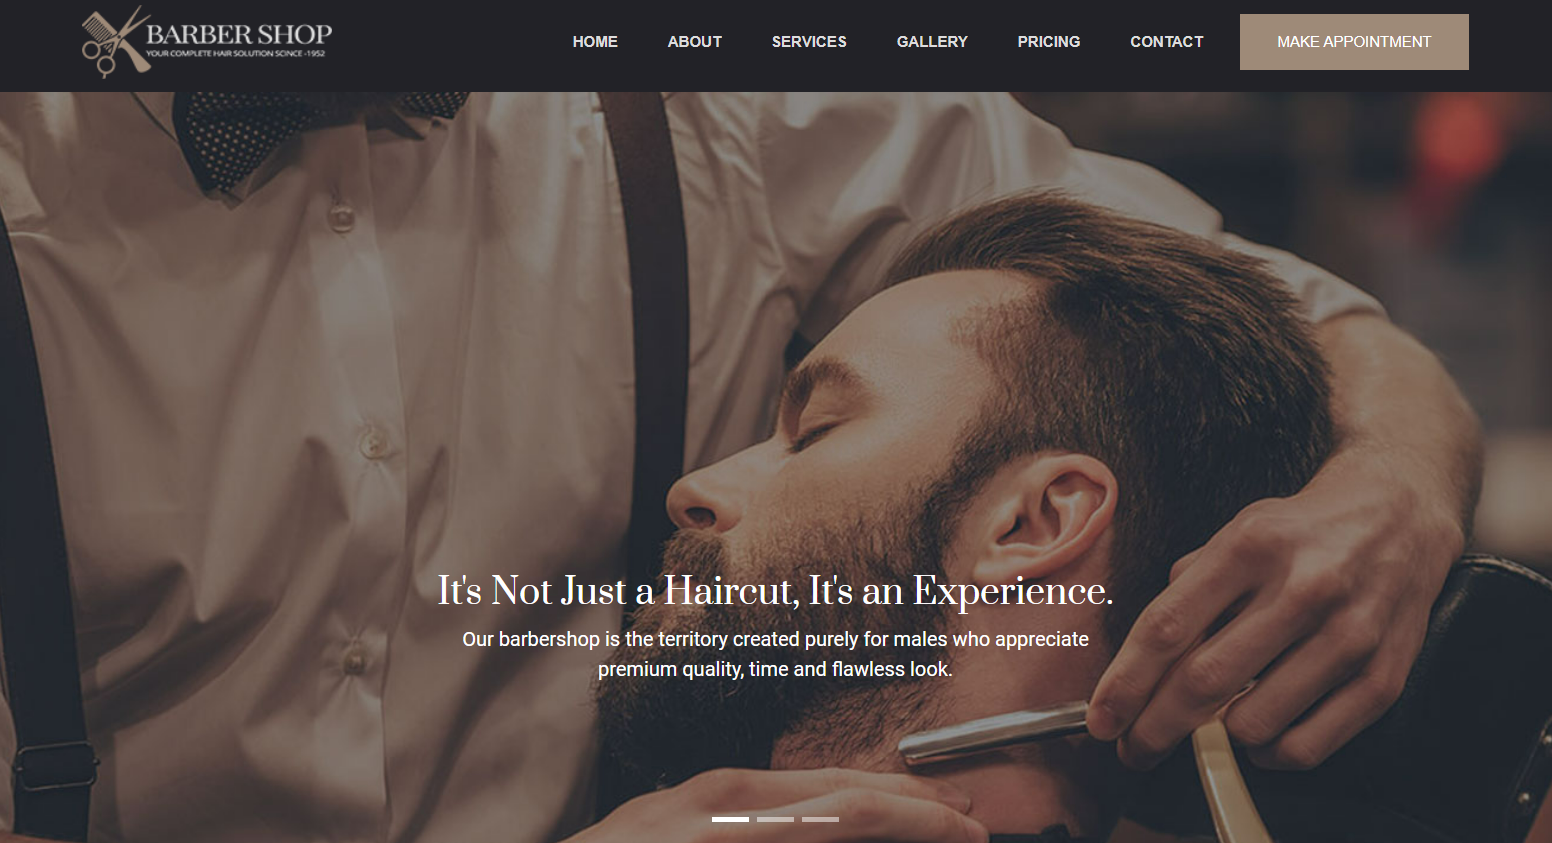 BARBER SHOP
YOUR COMPLETE HAIR SOLUTION SCINCE -1952
HOME ABOUT SERVICES GALLERY PRICING CONTACT MAKE APPOINTMENT
It's Not Just a Haircut, It's an Experience.
Our barbershop is the territory created purely for males who appreciate
premium quality, time and flawless look.